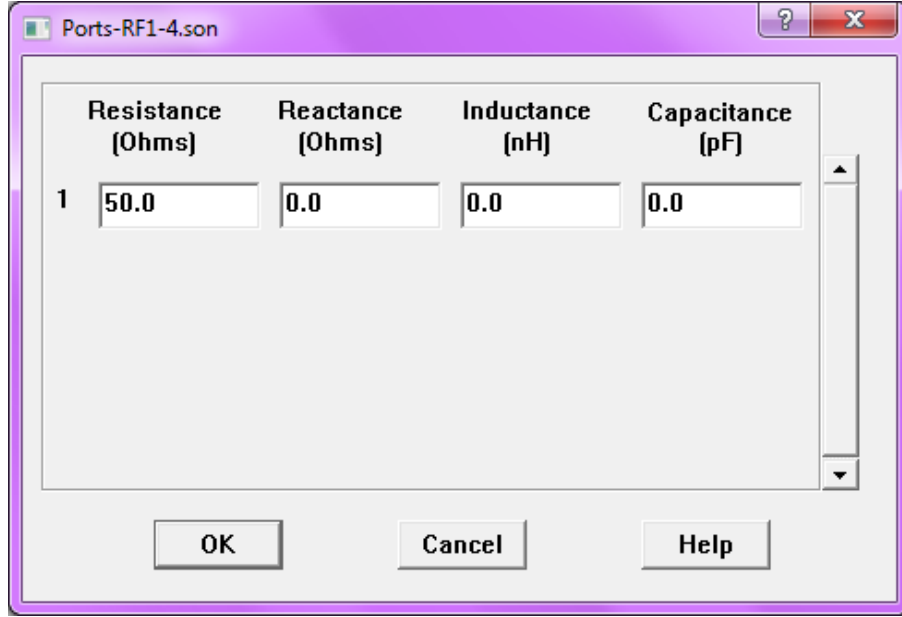 Ports-RF1-4.son
Resistance Reactance Inductance Capacitance
(Ohms) (Ohms) (nH) (pF)
1 50.0 0.0 0.0 0.0
OK Cancel Help